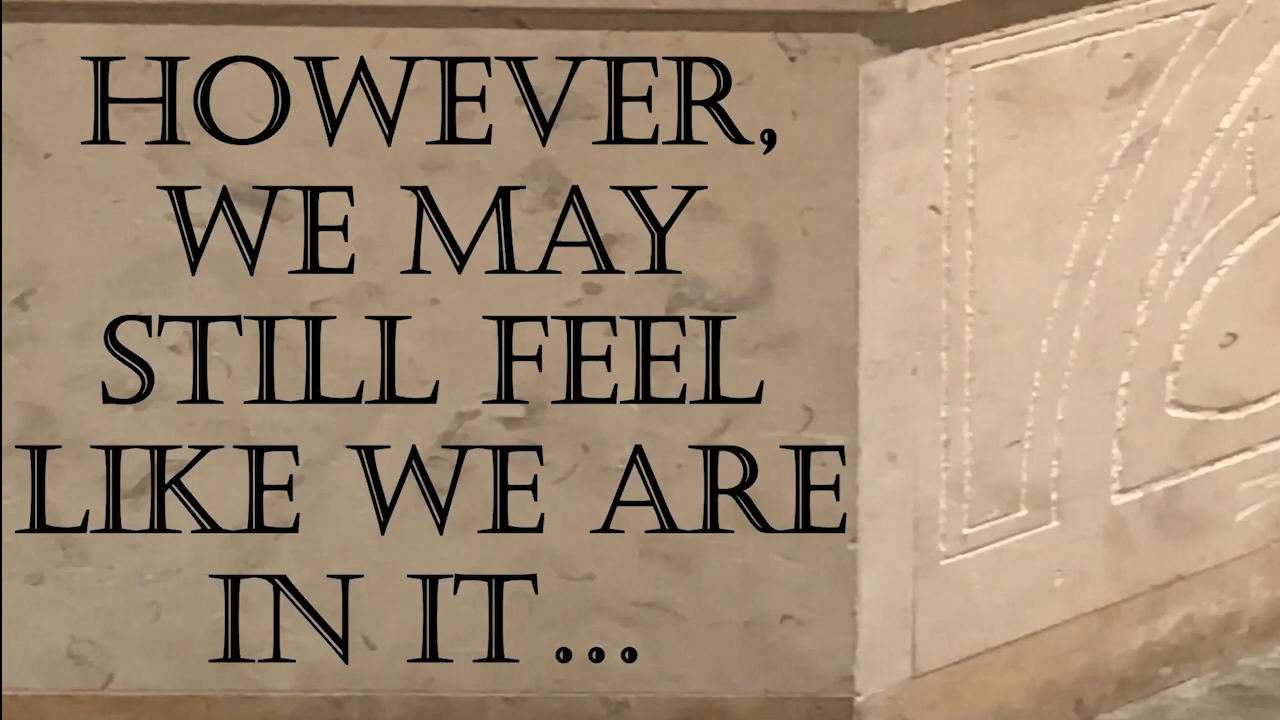 HOWEVER,
WE MAY
STILL FEEL
LIKE WE ARE
IN IT...